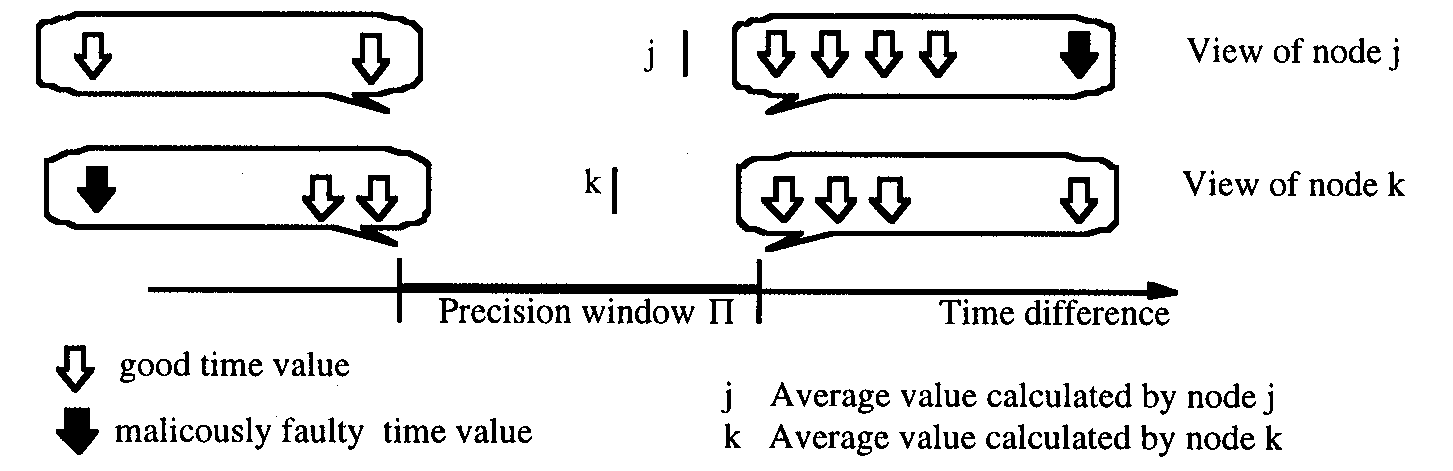 j View of node j
k View of node k
Precision window Π Time difference
good time value
j Average value calculated by node j
malicously faulty time value
k Average value calculated by node k